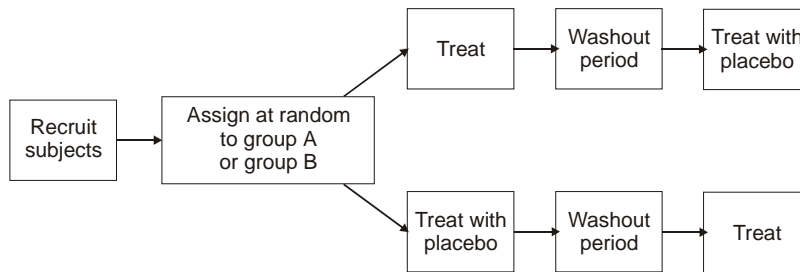 Recruit
subjects
Assign at random
to group A
or group B
Treat
Washout
period
Treat with
placebo
Treat with
placebo
Washout
period
Treat